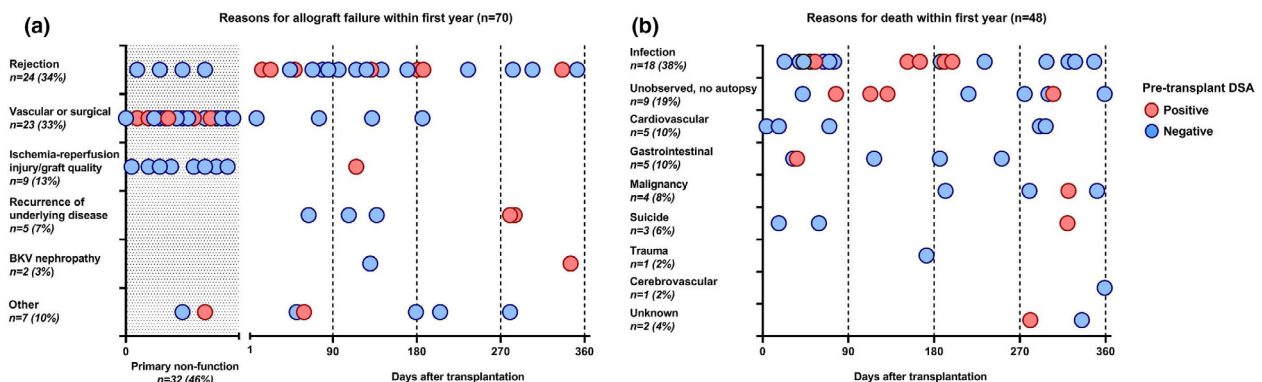 (a)
Reasons for allograft failure within first year (n=70)
Rejection
n=24 (34%)
Vascular or surgical
n=23 (33%)
Ischemia-reperfusion
injury/graft quality
n=9 (13%)
Recurrence of
underlying disease
n=5 (7%)
BKV nephropathy
n=2 (3%)
Other
n=7 (10%)
0
1
90
180
270
360
Primary non-function
n=32 (46%)
Days after transplantation
(b)
Reasons for death within first year (n=48)
Infection
n=18 (38%)
Unobserved, no autopsy
n=9 (19%)
Cardiovascular
n=5 (10%)
Gastrointestinal
n=5 (10%)
Malignancy
n=4 (8%)
Suicide
n=3 (6%)
Trauma
n=1 (2%)
Cerebrovascular
n=1 (2%)
Unknown
n=2 (4%)
0
90
180
270
360
Days after transplantation
Pre-transplant DSA
Positive
Negative